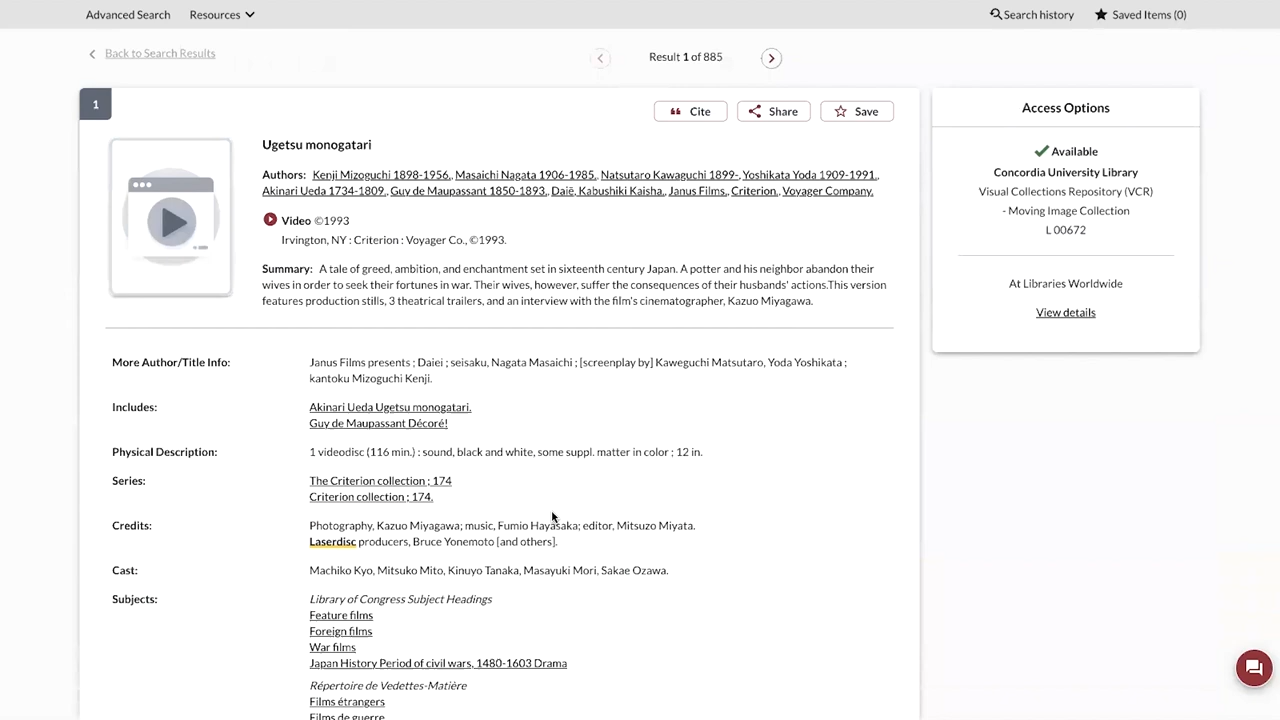 Advanced Search Resources Search history Saved Items (0)
Back to Search Results Result 1 of 885
1 Cite Share Save
Ugetsu monogatari
Authors: Kenji Mizoguchi 1898-1956., Masaichi Nagata 1906-1985., Natsutaro Kawaguchi 1899-, Yoshikata Yoda 1909-1991.,
Akinari Ueda 1734-1809., Guy de Maupassant 1850-1893., Daiē, Kabushiki Kaisha., Janus Films., Criterion., Voyager Company.
Video ©1993
Irvington, NY : Criterion : Voyager Co., ©1993.
Summary: A tale of greed, ambition, and enchantment set in sixteenth century Japan. A potter and his neighbor abandon their
wives in order to seek their fortunes in war. Their wives, however, suffer the consequences of their husbands' actions.This version
features production stills, 3 theatrical trailers, and an interview with the film's cinematographer, Kazuo Miyagawa.
More Author/Title Info: Janus Films presents ; Daiei ; seisaku, Nagata Masaichi ; [screenplay by] Kaweguchi Matsutaro, Yoda Yoshikata ;
kantoku Mizoguchi Kenji.
Includes: Akinari Ueda Ugetsu monogatari.
Guy de Maupassant Décoré!
Physical Description: 1 videodisc (116 min.) : sound, black and white, some suppl. matter in color ; 12 in.
Series: The Criterion collection ; 174
Criterion collection ; 174.
Credits: Photography, Kazuo Miyagawa; music, Fumio Hayasaka; editor, Mitsuzo Miyata.
Laserdisc producers, Bruce Yonemoto [and others].
Cast: Machiko Kyo, Mitsuko Mito, Kinuyo Tanaka, Masayuki Mori, Sakae Ozawa.
Subjects: Library of Congress Subject Headings
Feature films
Foreign films
War films
Japan History Period of civil wars, 1480-1603 Drama
Répertoire de Vedettes-Matière
Films étrangers
Films de guerre
Access Options
Available
Concordia University Library
Visual Collections Repository (VCR)
- Moving Image Collection
L 00672
At Libraries Worldwide
View details